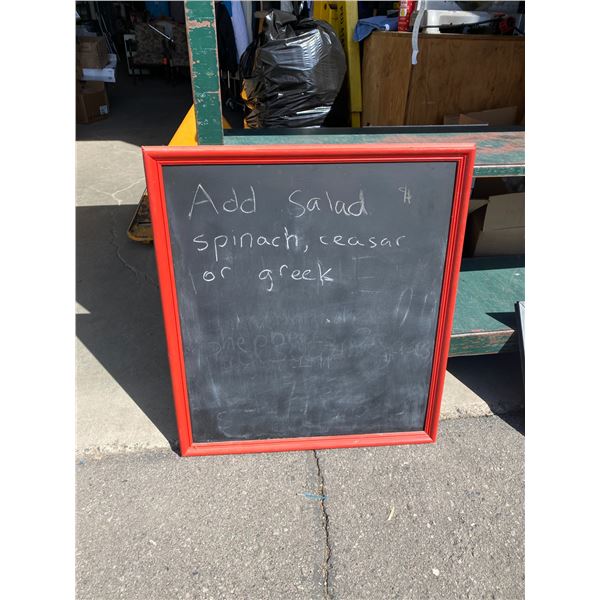 Add Salad $
spinach, ceasar
or greek